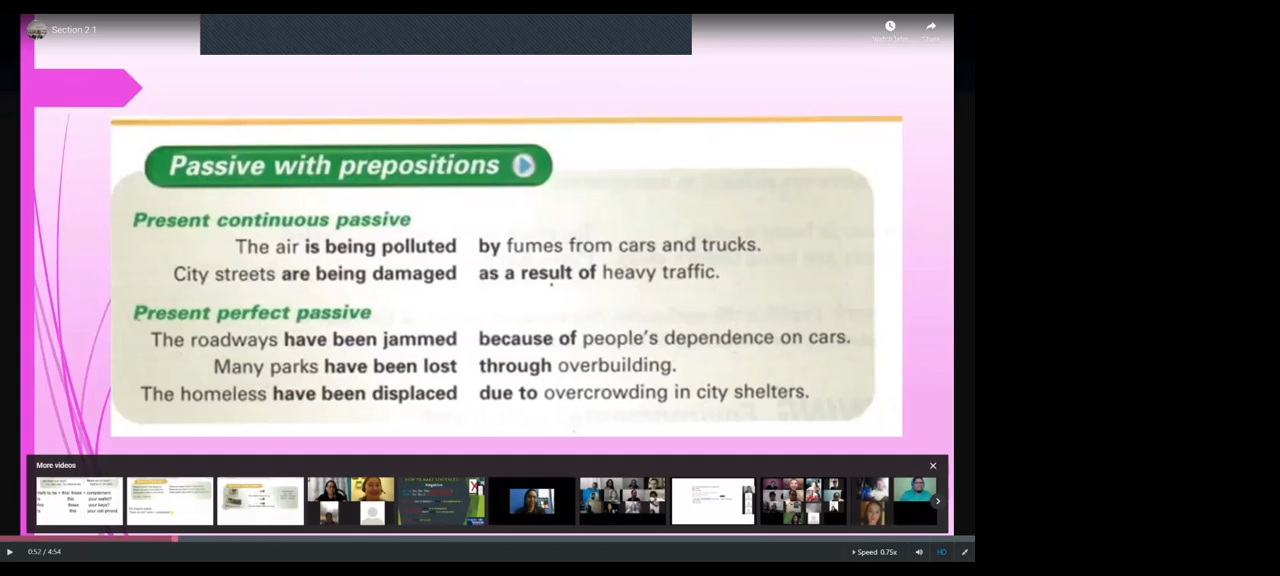 Section 2 1
Watch later
Share
Passive with prepositions
Present continuous passive
The air is being polluted by fumes from cars and trucks.
City streets are being damaged as a result of heavy traffic.
Present perfect passive
The roadways have been jammed because of people's dependence on cars.
Many parks have been lost through overbuilding.
The homeless have been displaced due to overcrowding in city shelters.
More videos
0:52 / 4:54
Speed 0.75x
HD